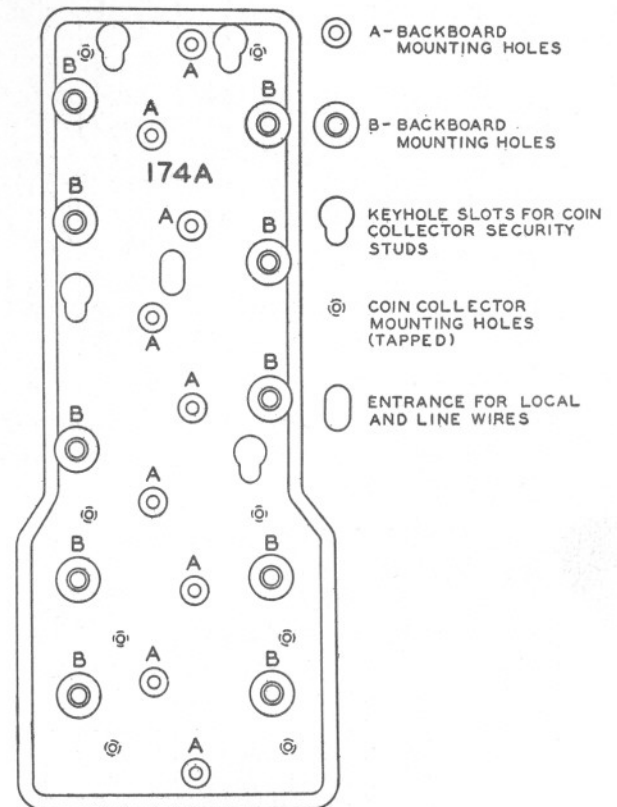 A
B
B
A
174A
B
A
B
A
A
B
B
A
A
B
B
A
B
B
A
A– BACKBOARD
MOUNTING HOLES
B– BACKBOARD
MOUNTING HOLES
KEYHOLE SLOTS FOR COIN
COLLECTOR SECURITY
STUDS
COIN COLLECTOR
MOUNTING HOLES
(TAPPED)
ENTRANCE FOR LOCAL
AND LINE WIRES